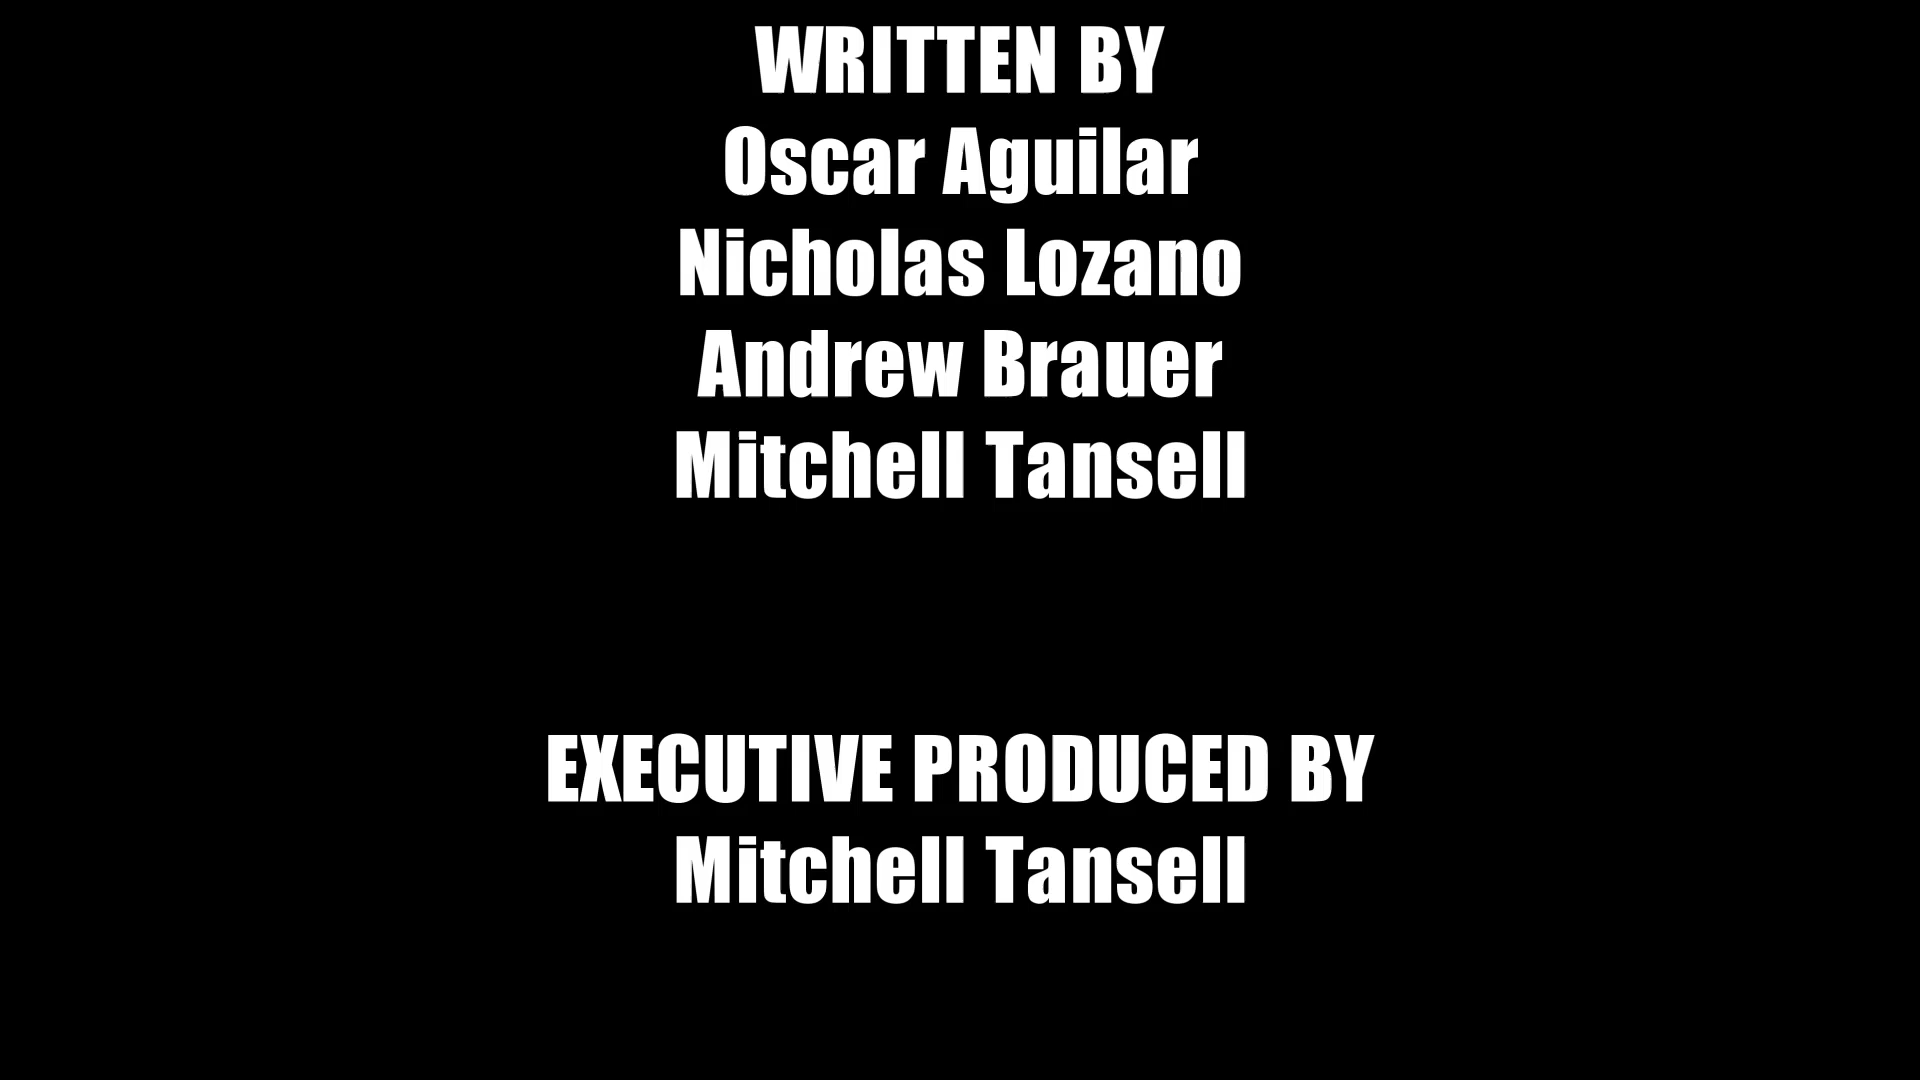 WRITTEN BY
Oscar Aguilar
Nicholas Lozano
Andrew Brauer
Mitchell Tansell
EXECUTIVE PRODUCED BY
Mitchell Tansell